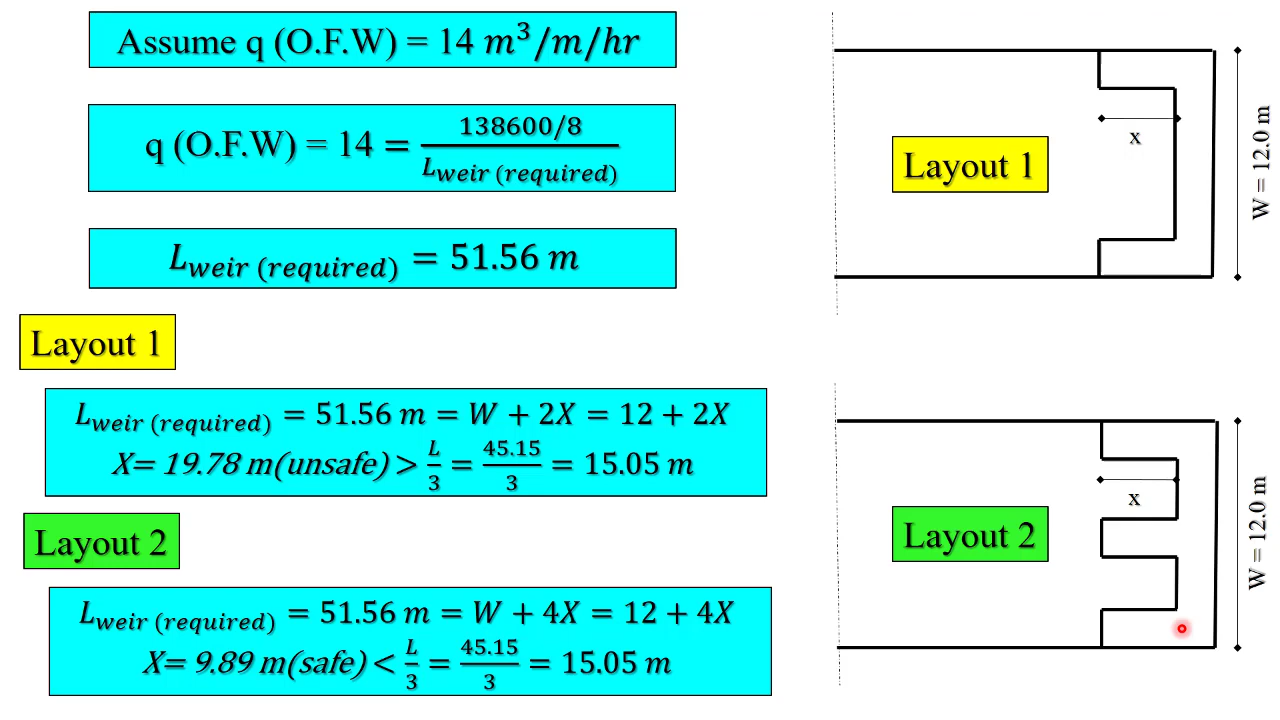 Assume q (O.F.W) = 14 m³/m/hr
q (O.F.W) = 14 = 138600/8 / L_weir (required)
L_weir (required) = 51.56 m
Layout 1
L_weir (required) = 51.56 m = W + 2X = 12 + 2X
X= 19.78 m(unsafe) > L/3 = 45.15/3 = 15.05 m
Layout 2
L_weir (required) = 51.56 m = W + 4X = 12 + 4X
X= 9.89 m(safe) < L/3 = 45.15/3 = 15.05 m
Layout 1
x
W = 12.0 m
Layout 2
x
W = 12.0 m